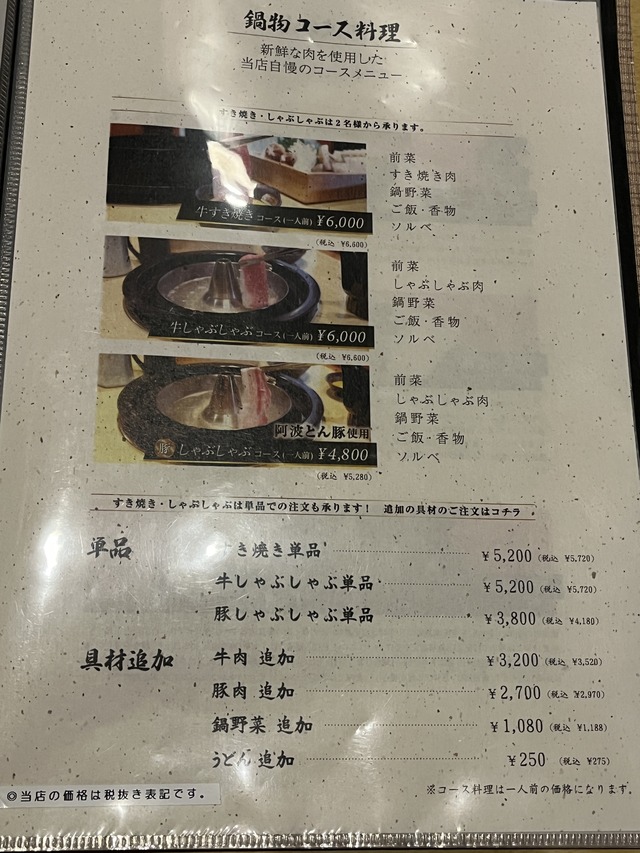 鍋物コース料理
新鮮な肉を使用した
当店自慢のコースメニュー
すき焼き・しゃぶしゃぶは2名様から承ります。
牛すき焼きコース(一人前) ¥6,000
(税込 ¥6,600)
前菜
すき焼き肉
鍋野菜
ご飯・香物
ソルベ
牛しゃぶしゃぶコース(一人前) ¥6,000
(税込 ¥6,600)
前菜
しゃぶしゃぶ肉
鍋野菜
ご飯・香物
ソルベ
阿波とん豚使用
豚 しゃぶしゃぶコース(一人前) ¥4,800
(税込 ¥5,280)
前菜
しゃぶしゃぶ肉
鍋野菜
ご飯・香物
ソルベ
すき焼き・しゃぶしゃぶは単品での注文も承ります! 追加の具材のご注文はコチラ
単品
すき焼き単品 ¥5,200 (税込 ¥5,720)
牛しゃぶしゃぶ単品 ¥5,200 (税込 ¥5,720)
豚しゃぶしゃぶ単品 ¥3,800 (税込 ¥4,180)
具材追加
牛肉 追加 ¥3,200 (税込 ¥3,520)
豚肉 追加 ¥2,700 (税込 ¥2,970)
鍋野菜 追加 ¥1,080 (税込 ¥1,188)
うどん 追加 ¥250 (税込 ¥275)
※コース料理は一人前の価格になります。
◎当店の価格は税抜き表記です。